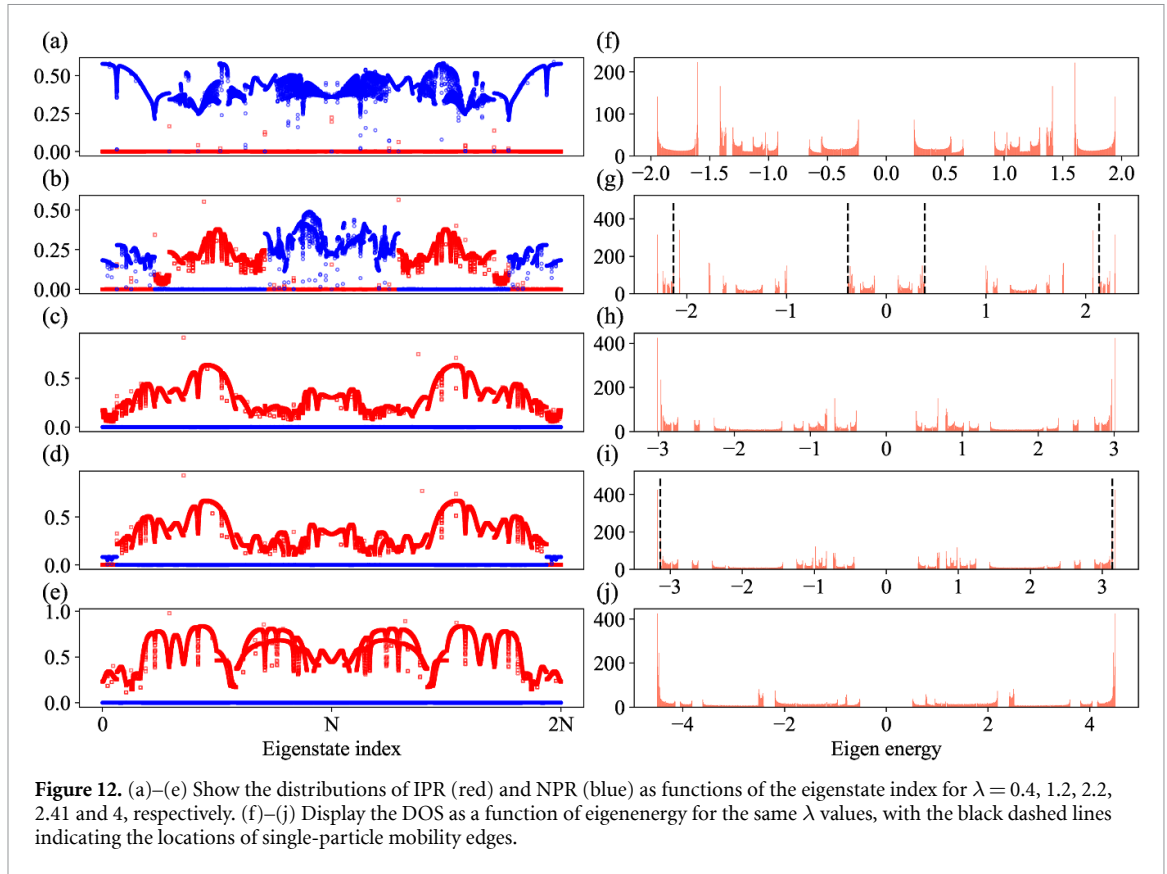 (a)
0.50
0.25
0.00
(b)
0.50
0.25
0.00
(c)
0.5
0.0
(d)
0.5
0.0
(e)
1.0
0.5
0.0
0 N 2N
Eigenstate index
(f)
200
100
0
−2.0 −1.5 −1.0 −0.5 0.0 0.5 1.0 1.5 2.0
(g)
400
200
0
−2 −1 0 1 2
(h)
400
200
0
−3 −2 −1 0 1 2 3
(i)
400
200
0
−3 −2 −1 0 1 2 3
(j)
400
200
0
−4 −2 0 2 4
Eigen energy
Figure 12. (a)–(e) Show the distributions of IPR (red) and NPR (blue) as functions of the eigenstate index for λ = 0.4, 1.2, 2.2,
2.41 and 4, respectively. (f)–(j) Display the DOS as a function of eigenenergy for the same λ values, with the black dashed lines
indicating the locations of single-particle mobility edges.